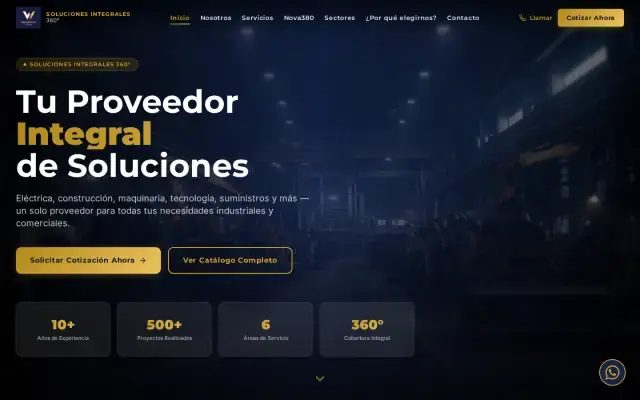 SOLUCIONES INTEGRALES
360°
Inicio
Nosotros
Servicios
Nova380
Sectores
¿Por qué elegirnos?
Contacto
Llamar
Cotizar Ahora
SOLUCIONES INTEGRALES 360°
Tu Proveedor
Integral
de Soluciones
Eléctrica, construcción, maquinaria, tecnología, suministros y más —
un solo proveedor para todas tus necesidades industriales y
comerciales.
Solicitar Cotización Ahora →
Ver Catálogo Completo
10+
Años de Experiencia
500+
Proyectos Realizados
6
Áreas de Servicio
360°
Cobertura Integral